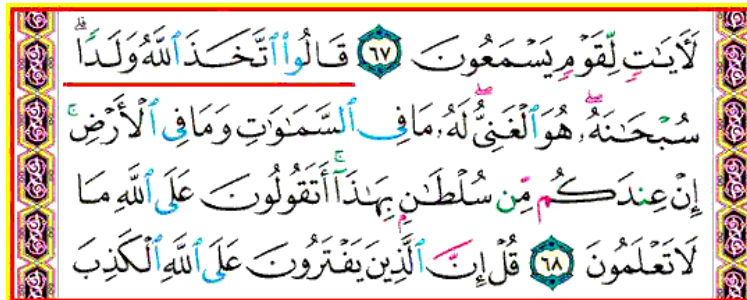 لَأٓيَٰتٖ لِّقَوۡمٖ يَسۡمَعُونَ ٦٧ قَالُواْ ٱتَّخَذَ ٱللَّهُ وَلَدٗاۗ
سُبۡحَٰنَهُۥۖ هُوَ ٱلۡغَنِيُّۖ لَهُۥ مَا فِي ٱلسَّمَٰوَٰتِ وَمَا فِي ٱلۡأَرۡضِۚ
إِنۡ عِندَكُم مِّن سُلۡطَٰنِۭ بِهَٰذَآۚ أَتَقُولُونَ عَلَى ٱللَّهِ مَا
لَا تَعۡلَمُونَ ٦٨ قُلۡ إِنَّ ٱلَّذِينَ يَفۡتَرُونَ عَلَى ٱللَّهِ ٱلۡكَذِبَ